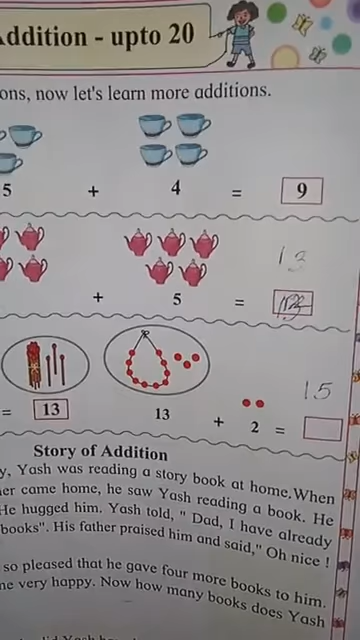 Addition - upto 20
ons, now let's learn more additions.
5 + 4 = 9
13
+ 5 =
15
= 13 13 + 2 =
Story of Addition
y, Yash was reading a story book at home. When
er came home, he saw Yash reading a book. He
He hugged him. Yash told, " Dad, I have already
books". His father praised him and said," Oh nice !
so pleased that he gave four more books to him.
me very happy. Now how many books does Yash